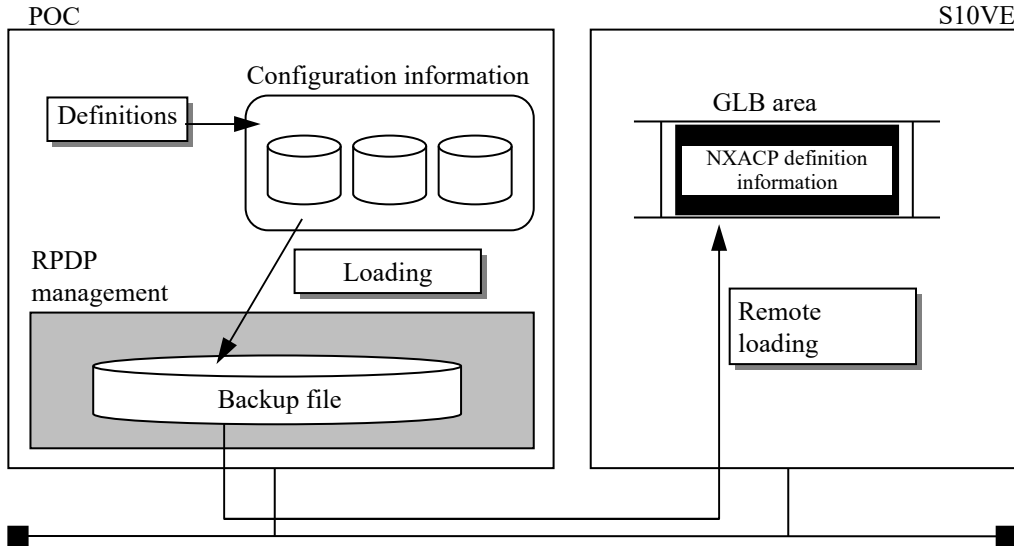 POC
S10VE
Configuration information
Definitions
GLB area
NXACP definition
information
Loading
RPDP
management
Remote
loading
Backup file